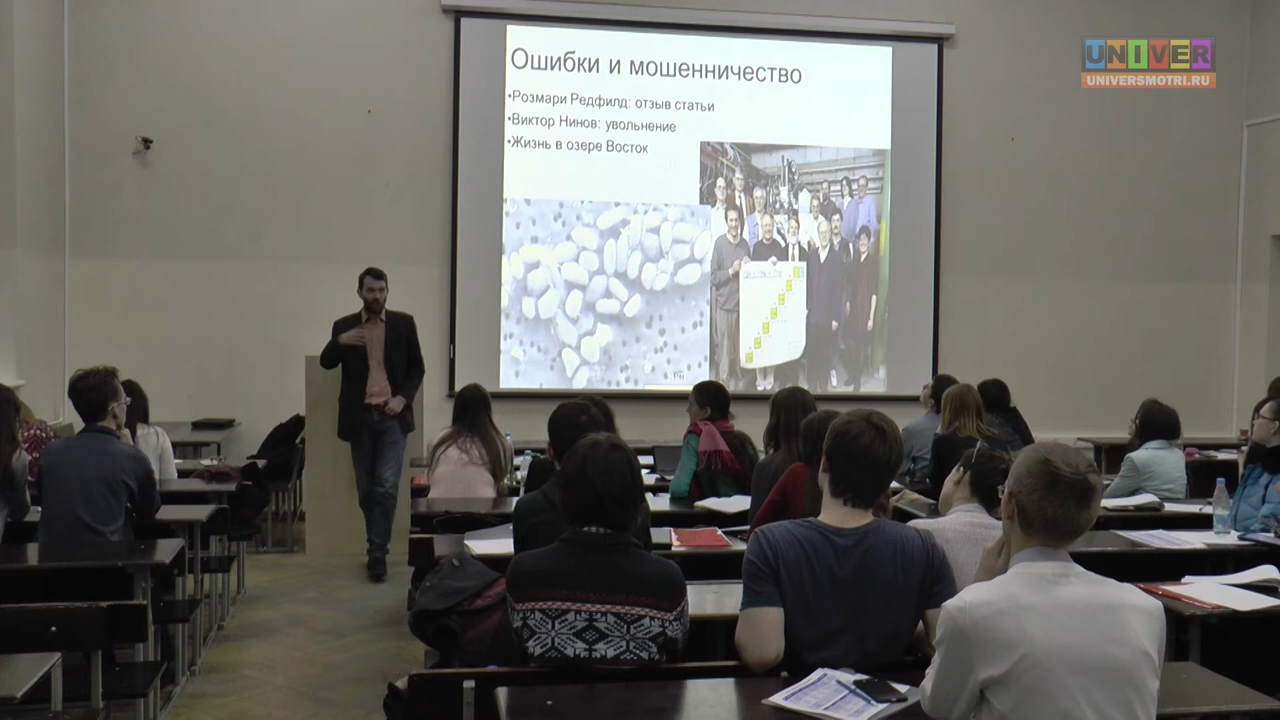 Ошибки и мошенничество
•Розмари Редфилд: отзыв статьи
•Виктор Нинов: увольнение
•Жизнь в озере Восток
UNIVER
UNIVERSMOTRI.RU